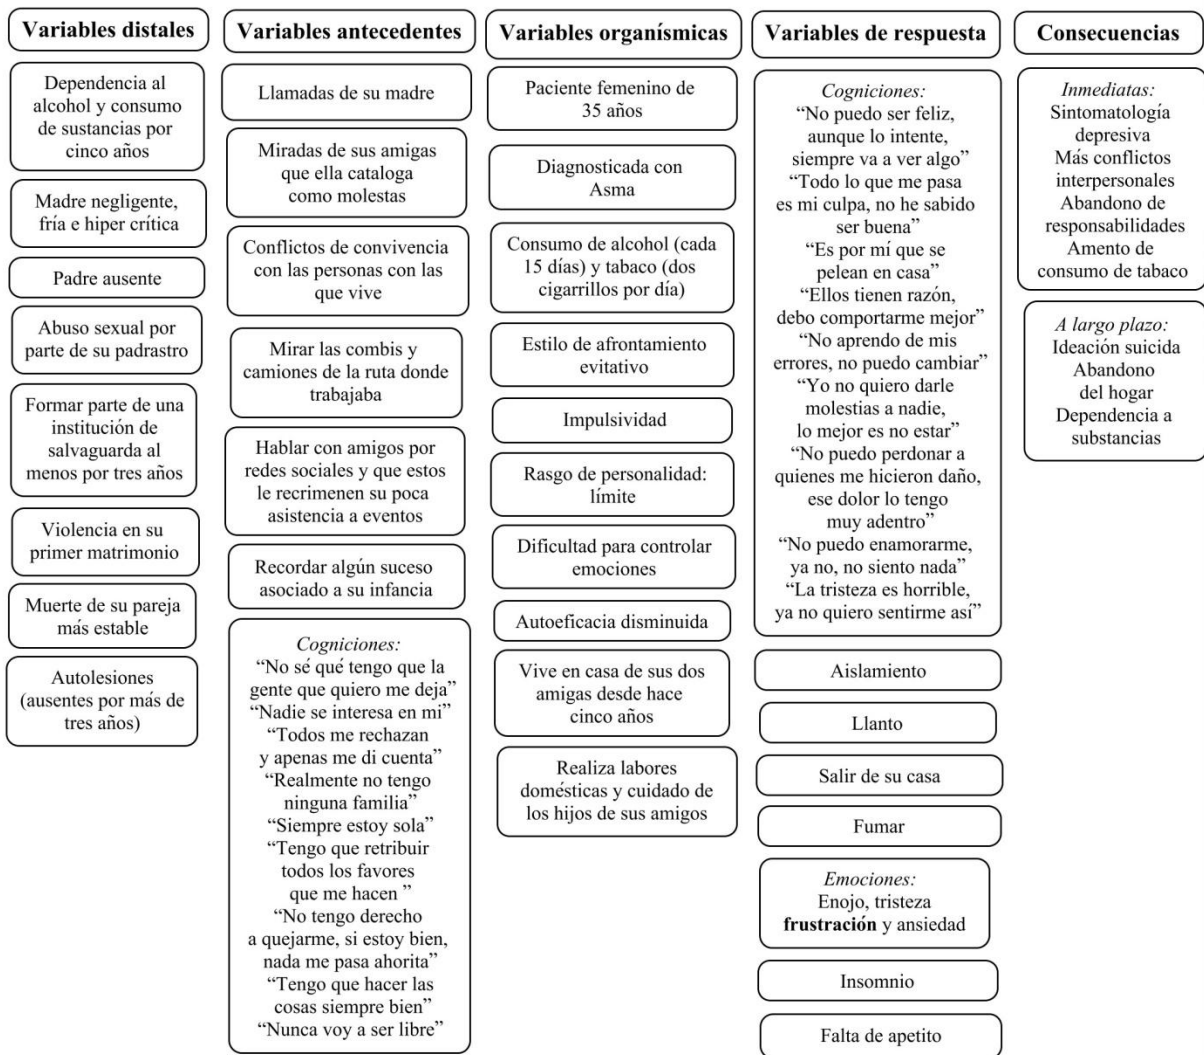 Variables distales
Dependencia al
alcohol y consumo
de sustancias por
cinco años
Madre negligente,
fría e hiper crítica
Padre ausente
Abuso sexual por
parte de su padrastro
Formar parte de una
institución de
salvaguarda al
menos por tres años
Violencia en su
primer matrimonio
Muerte de su pareja
más estable
Autolesiones
(ausentes por más de
tres años)
Variables antecedentes
Llamadas de su madre
Miradas de sus amigas
que ella cataloga
como molestas
Conflictos de convivencia
con las personas con las
que vive
Mirar las combis y
camiones de la ruta donde
trabajaba
Hablar con amigos por
redes sociales y que estos
le recrimenen su poca
asistencia a eventos
Recordar algún suceso
asociado a su infancia
Cogniciones:
“No sé qué tengo que la
gente que quiero me deja”
“Nadie se interesa en mi”
“Todos me rechazan
y apenas me di cuenta”
“Realmente no tengo
ninguna familia”
“Siempre estoy sola”
“Tengo que retribuir
todos los favores
que me hacen ”
“No tengo derecho
a quejarme, si estoy bien,
nada me pasa ahorita”
“Tengo que hacer las
cosas siempre bien”
“Nunca voy a ser libre”
Variables organísmicas
Paciente femenino de
35 años
Diagnosticada con
Asma
Consumo de alcohol (cada
15 días) y tabaco (dos
cigarrillos por día)
Estilo de afrontamiento
evitativo
Impulsividad
Rasgo de personalidad:
límite
Dificultad para controlar
emociones
Autoeficacia disminuida
Vive en casa de sus dos
amigas desde hace
cinco años
Realiza labores
domésticas y cuidado de
los hijos de sus amigos
Variables de respuesta
Cogniciones:
“No puedo ser feliz,
aunque lo intente,
siempre va a ver algo”
“Todo lo que me pasa
es mi culpa, no he sabido
ser buena”
“Es por mí que se
pelean en casa”
“Ellos tienen razón,
debo comportarme mejor”
“No aprendo de mis
errores, no puedo cambiar”
“Yo no quiero darle
molestias a nadie,
lo mejor es no estar”
“No puedo perdonar a
quienes me hicieron daño,
ese dolor lo tengo
muy adentro”
“No puedo enamorarme,
ya no, no siento nada”
“La tristeza es horrible,
ya no quiero sentirme así”
Aislamiento
Llanto
Salir de su casa
Fumar
Emociones:
Enojo, tristeza
frustración y ansiedad
Insomnio
Falta de apetito
Consecuencias
Inmediatas:
Sintomatología
depresiva
Más conflictos
interpersonales
Abandono de
responsabilidades
Amento de
consumo de tabaco
A largo plazo:
Ideación suicida
Abandono
del hogar
Dependencia a
substancias